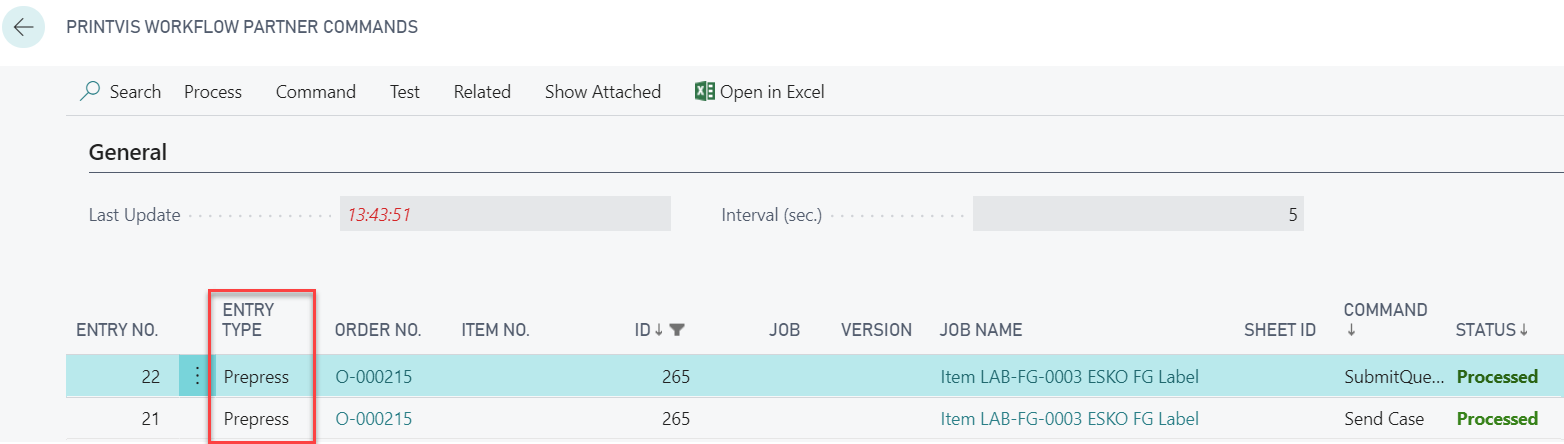 PRINTVIS WORKFLOW PARTNER COMMANDS
Search Process Command Test Related Show Attached Open in Excel
General
Last Update 13:43:51 Interval (sec.) 5
ENTRY NO. ENTRY TYPE ORDER NO. ITEM NO. ID↓ JOB VERSION JOB NAME SHEET ID COMMAND ↓ STATUS↓
22 Prepress O-000215 265 Item LAB-FG-0003 ESKO FG Label SubmitQue... Processed
21 Prepress O-000215 265 Item LAB-FG-0003 ESKO FG Label Send Case Processed